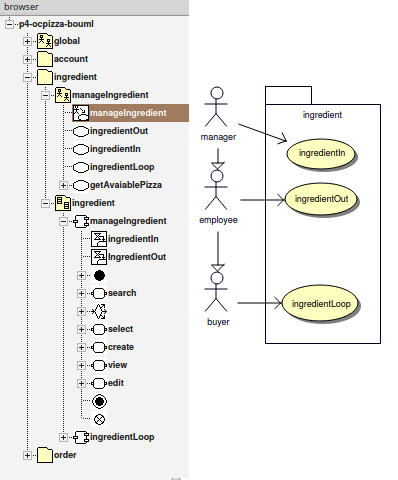 browser
p4-ocpizza-bouml
global
account
ingredient
manageIngredient
manageIngredient
ingredientOut
ingredientIn
ingredientLoop
getAvaiablePizza
ingredient
manageIngredient
ingredientIn
IngredientOut
search
select
create
view
edit
ingredientLoop
order
ingredient
manager
ingredientIn
employee
ingredientOut
buyer
ingredientLoop